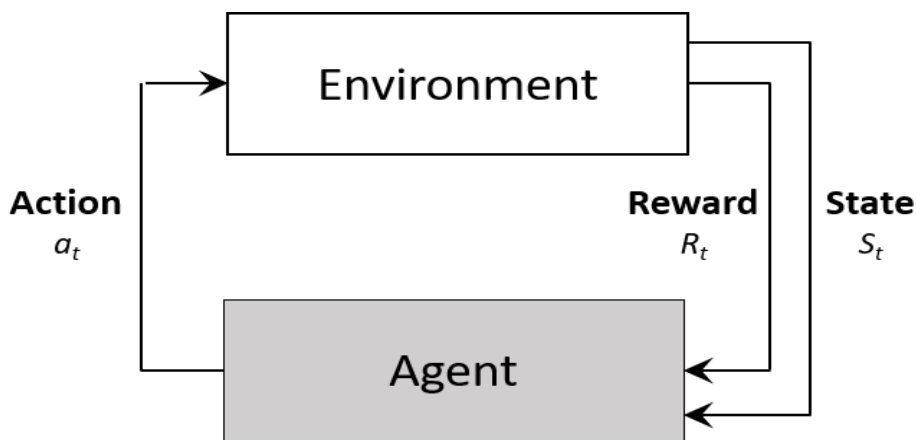 Environment
Action
a_t
Reward
R_t
State
S_t
Agent